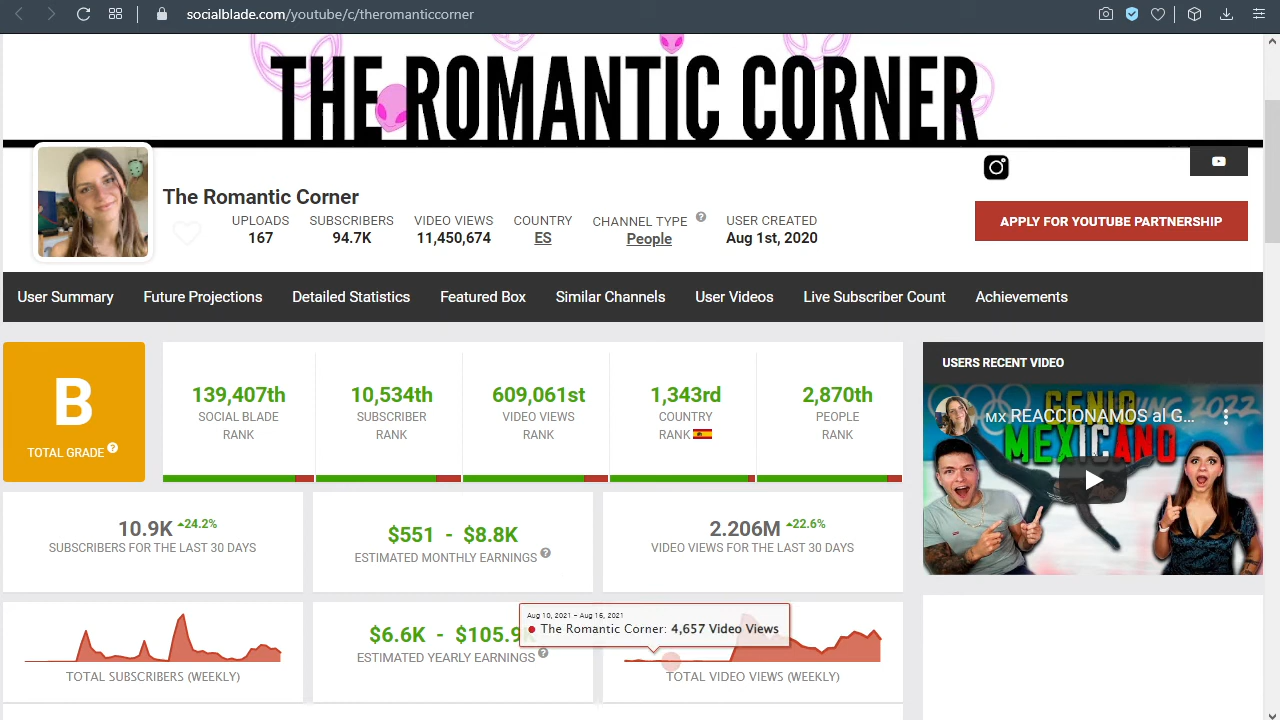 socialblade.com/youtube/c/theromanticcorner
THE ROMANTIC CORNER
The Romantic Corner
UPLOADS
167
SUBSCRIBERS
94.7K
VIDEO VIEWS
11,450,674
COUNTRY
ES
CHANNEL TYPE ?
People
USER CREATED
Aug 1st, 2020
APPLY FOR YOUTUBE PARTNERSHIP
User Summary
Future Projections
Detailed Statistics
Featured Box
Similar Channels
User Videos
Live Subscriber Count
Achievements
B
TOTAL GRADE ?
139,407th
SOCIAL BLADE
RANK
10,534th
SUBSCRIBER
RANK
609,061st
VIDEO VIEWS
RANK
1,343rd
COUNTRY
RANK
2,870th
PEOPLE
RANK
USERS RECENT VIDEO
MX REACCIONAMOS al G...
GENIO
MEXICANO
2022
10.9K 24.2%
SUBSCRIBERS FOR THE LAST 30 DAYS
$551 - $8.8K
ESTIMATED MONTHLY EARNINGS ?
2.206M 22.6%
VIDEO VIEWS FOR THE LAST 30 DAYS
TOTAL SUBSCRIBERS (WEEKLY)
$6.6K - $105.9K
ESTIMATED YEARLY EARNINGS ?
Aug 10, 2021 - Aug 16, 2021
The Romantic Corner: 4,657 Video Views
TOTAL VIDEO VIEWS (WEEKLY)